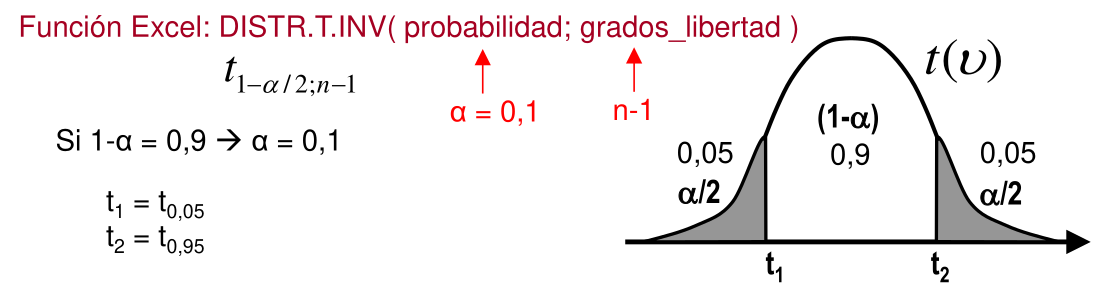 Función Excel: DISTR.T.INV( probabilidad; grados_libertad )
t1−α/2;n−1
α = 0,1
n-1
Si 1-α = 0,9 → α = 0,1
t1 = t0,05
t2 = t0,95
t(υ)
(1-α)
0,9
0,05
α/2
0,05
α/2
t1
t2